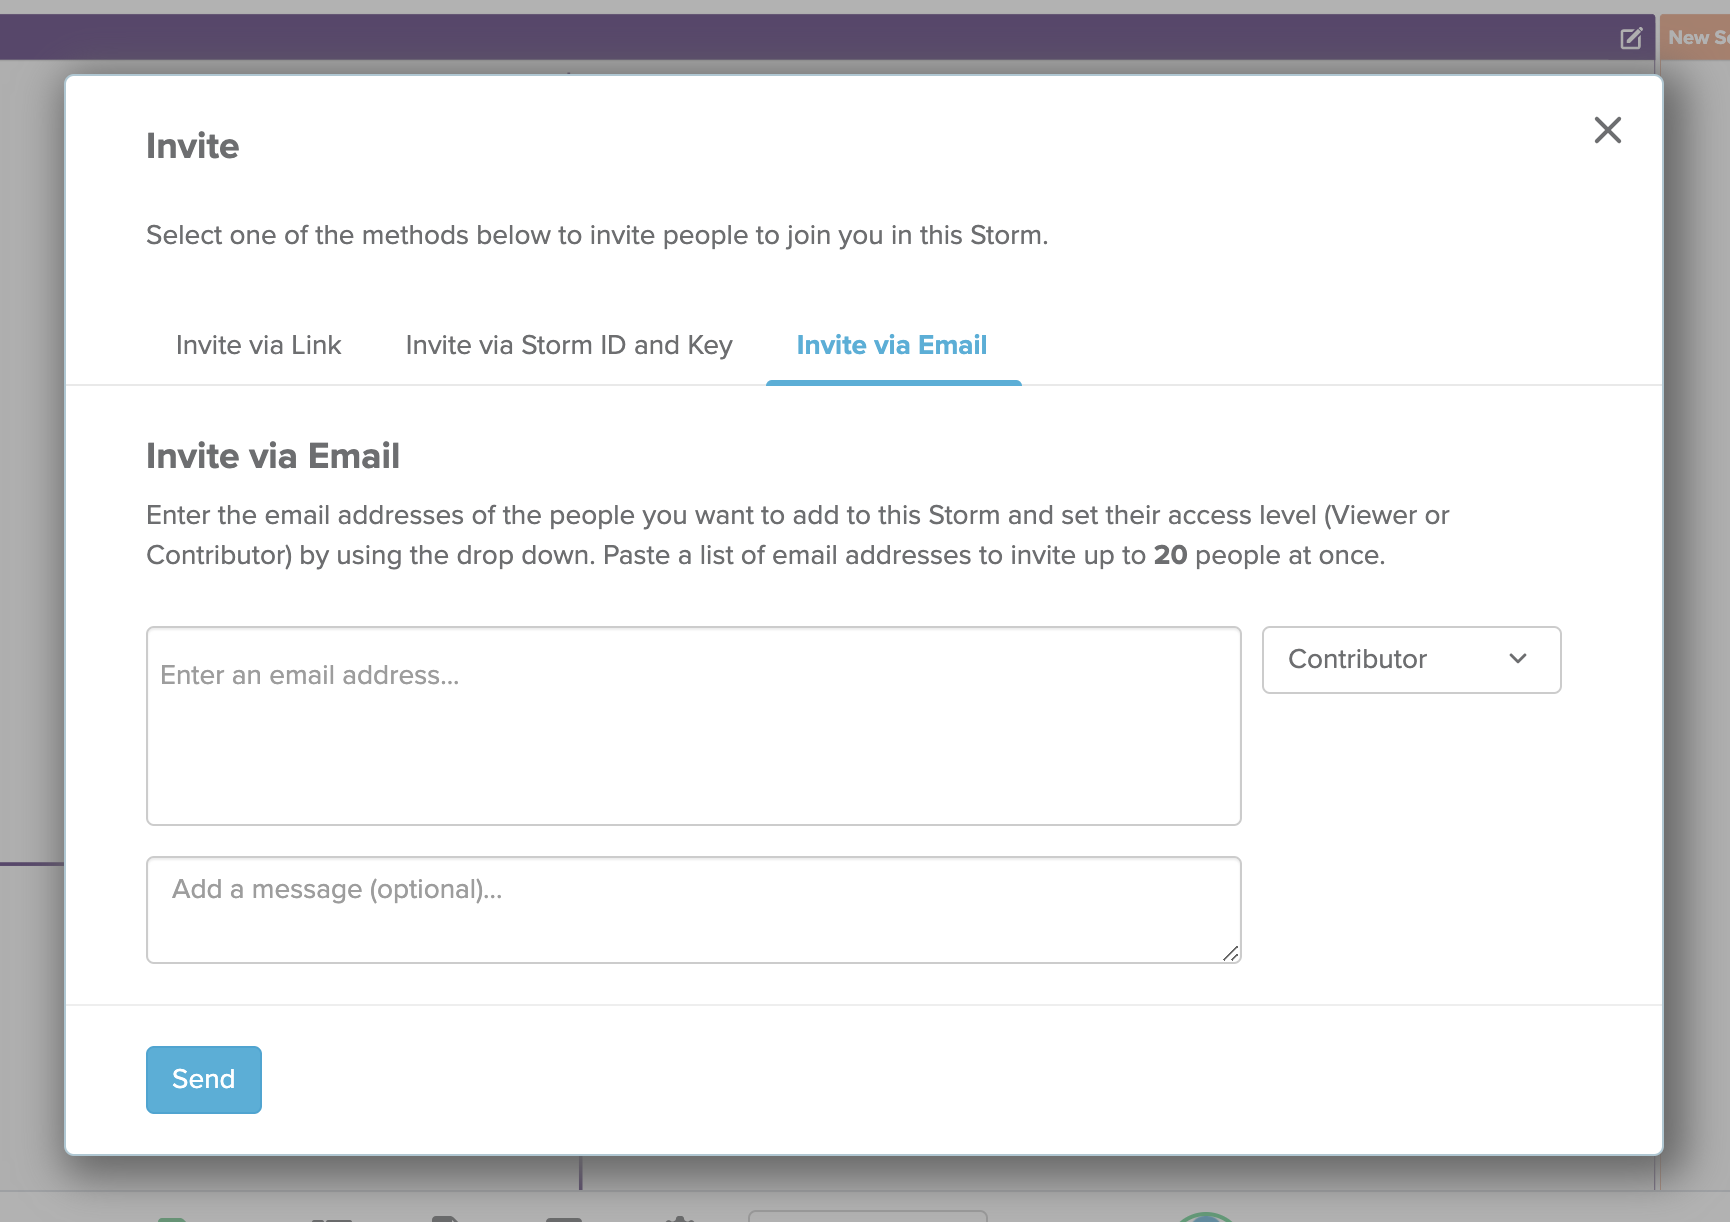 New S
Invite
Select one of the methods below to invite people to join you in this Storm.
Invite via Link
Invite via Storm ID and Key
Invite via Email
Invite via Email
Enter the email addresses of the people you want to add to this Storm and set their access level (Viewer or
Contributor) by using the drop down. Paste a list of email addresses to invite up to 20 people at once.
Enter an email address...
Contributor
Add a message (optional)...
Send